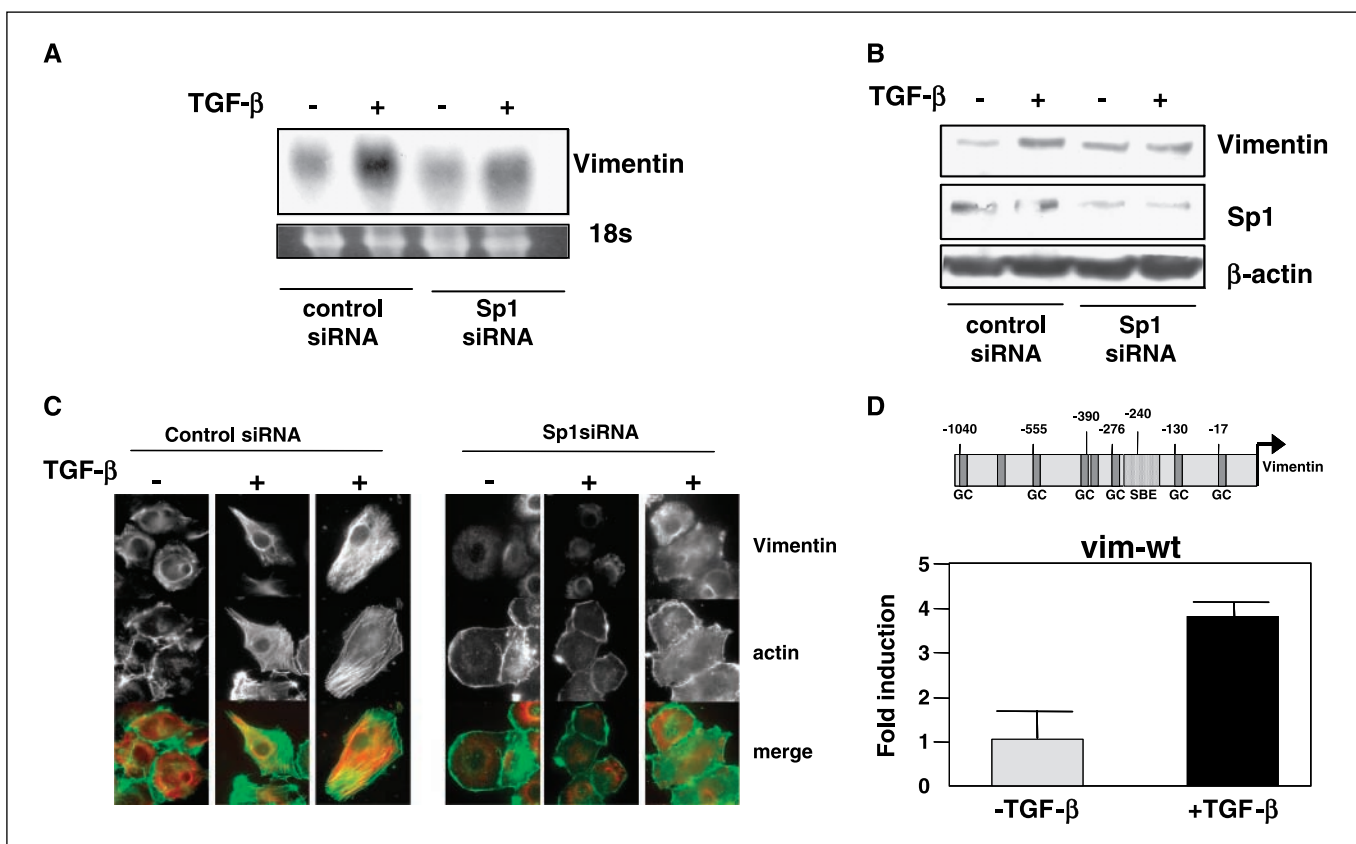 A
TGF-β - + - +
Vimentin
18s
control siRNA
Sp1 siRNA
B
TGF-β - + - +
Vimentin
Sp1
β-actin
control siRNA
Sp1 siRNA
C
Control siRNA
Sp1siRNA
TGF-β - + + - + +
Vimentin
actin
merge
D
-1040 -555 -390 -276 -240 -130 -17
Vimentin
GC GC GC GC SBE GC GC
vim-wt
Fold induction
5
4
3
2
1
0
-TGF-β +TGF-β